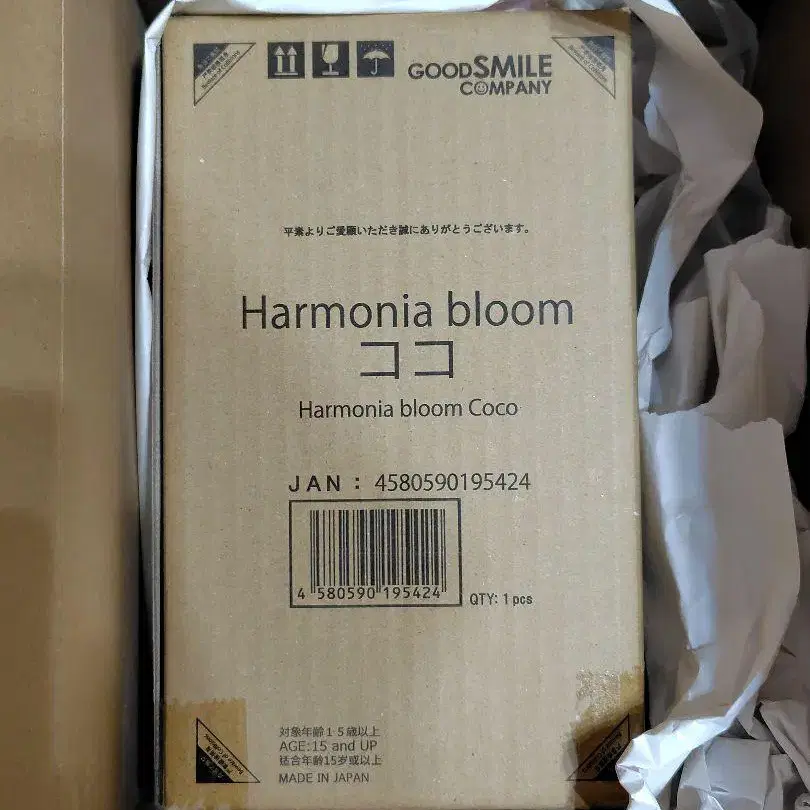 GOODSMILE
COMPANY
平素よりご愛顧いただき誠にありがとうございます。
Harmonia bloom
ココ
Harmonia bloom Coco
JAN : 4580590195424
4 580590 195424
QTY: 1 pcs
対象年齢15歳以上
AGE:15 and UP
适合年龄15岁或以上
MADE IN JAPAN